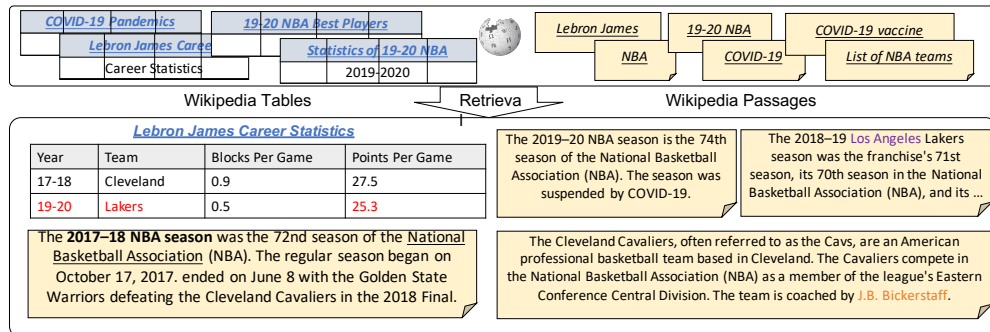 COVID-19 Pandemics
19-20 NBA Best Players
Lebron James Caree
Career Statistics
Statistics of 19-20 NBA
2019-2020
Lebron James
19-20 NBA
COVID-19 vaccine
NBA
COVID-19
List of NBA teams
Wikipedia Tables
Retrieva
Wikipedia Passages
Lebron James Career Statistics
Year Team Blocks Per Game Points Per Game
17-18 Cleveland 0.9 27.5
19-20 Lakers 0.5 25.3
The 2019–20 NBA season is the 74th
season of the National Basketball
Association (NBA). The season was
suspended by COVID-19.
The 2018–19 Los Angeles Lakers
season was the franchise's 71st
season, its 70th season in the National
Basketball Association (NBA), and its ...
The 2017–18 NBA season was the 72nd season of the National
Basketball Association (NBA). The regular season began on
October 17, 2017. ended on June 8 with the Golden State
Warriors defeating the Cleveland Cavaliers in the 2018 Final.
The Cleveland Cavaliers, often referred to as the Cavs, are an American
professional basketball team based in Cleveland. The Cavaliers compete in
the National Basketball Association (NBA) as a member of the league's Eastern
Conference Central Division. The team is coached by J.B. Bickerstaff.